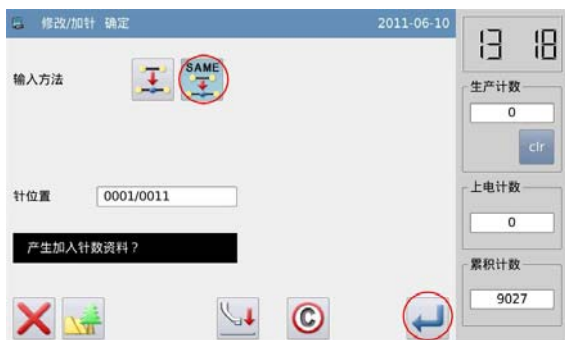 修改/加针 确定
2011-06-10
13 18
输入方法
SAME
生产计数
0
clr
针位置
0001/0011
上电计数
0
产生加入针数资料？
累积计数
9027
©